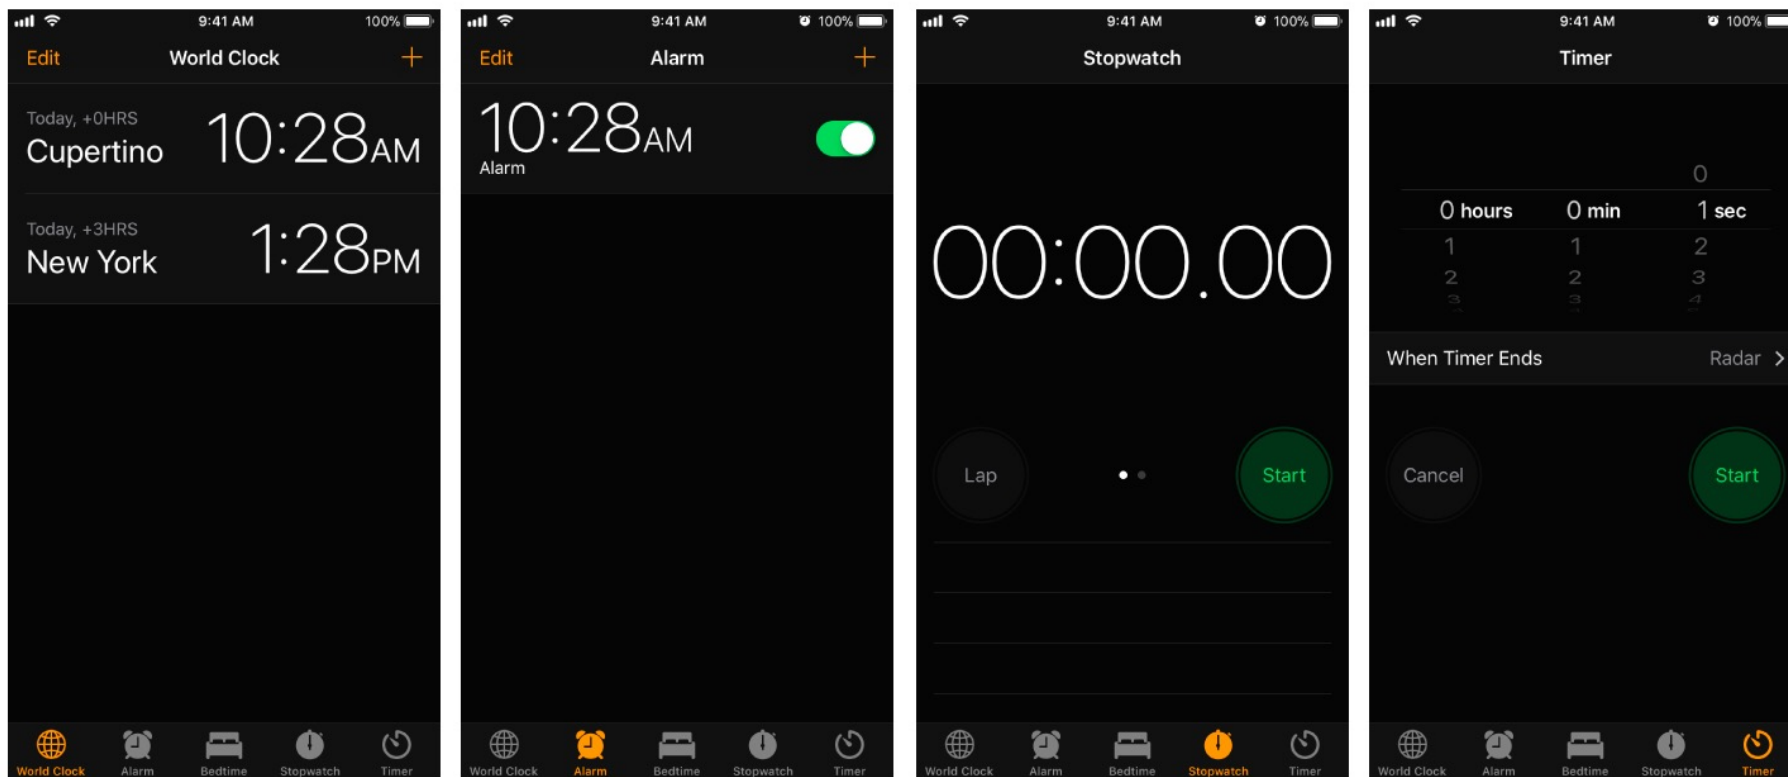 9:41 AM 100%
Edit World Clock +
Today, +0HRS
Cupertino 10:28AM
Today, +3HRS
New York 1:28PM
World Clock Alarm Bedtime Stopwatch Timer
9:41 AM 100%
Edit Alarm +
10:28AM
Alarm
World Clock Alarm Bedtime Stopwatch Timer
9:41 AM 100%
Stopwatch
00:00.00
Lap Start
World Clock Alarm Bedtime Stopwatch Timer
9:41 AM 100%
Timer
0
0 hours 0 min 1 sec
1 1 2
2 2 3
3 3 4
When Timer Ends Radar >
Cancel Start
World Clock Alarm Bedtime Stopwatch Timer